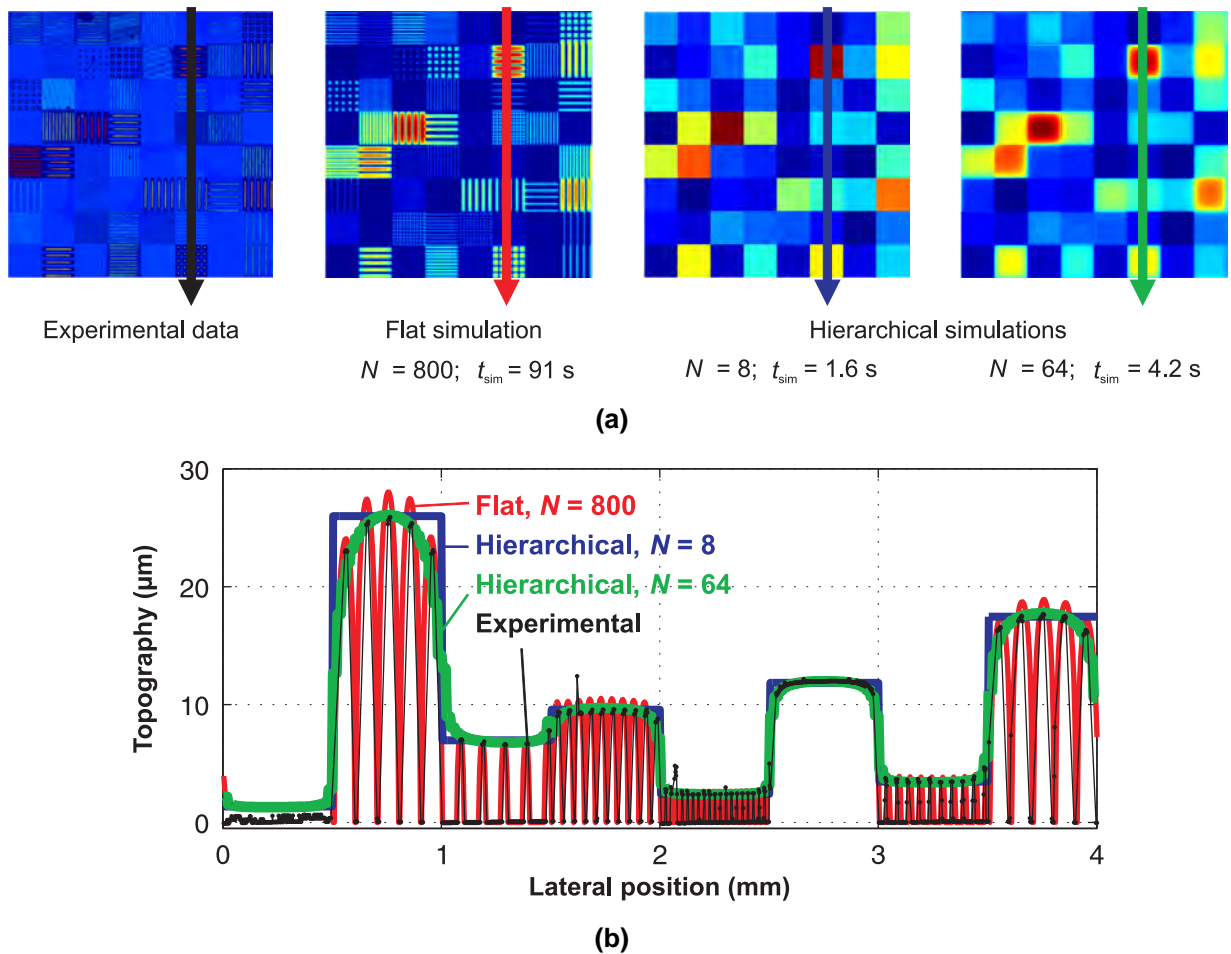 Experimental data
Flat simulation
Hierarchical simulations
N = 800; tsim = 91 s
N = 8; tsim = 1.6 s
N = 64; tsim = 4.2 s
(a)
30
20
10
0
Topography (µm)
Flat, N = 800
Hierarchical, N = 8
Hierarchical, N = 64
Experimental
0 1 2 3 4
Lateral position (mm)
(b)